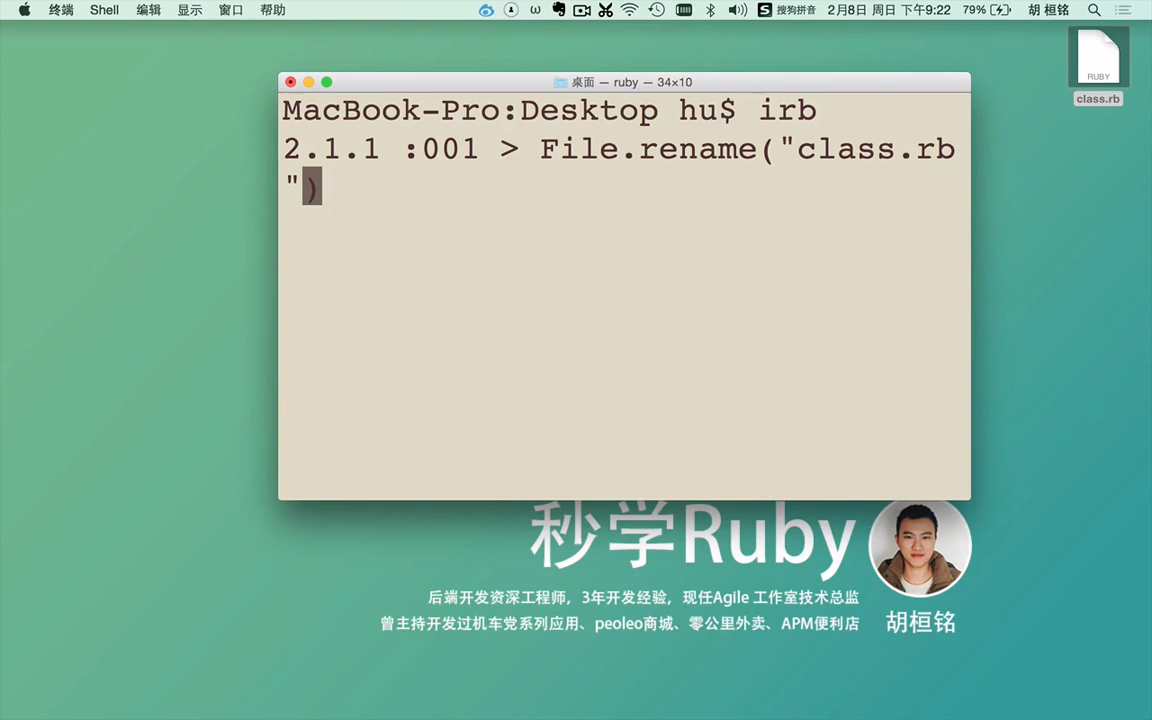 终端 Shell 编辑 显示 窗口 帮助 搜狗拼音 2月8日 周日 下午9:22 79% 胡 桓铭
RUBY
class.rb
桌面 — ruby — 34×10
MacBook-Pro:Desktop hu$ irb
2.1.1 :001 > File.rename("class.rb
")
秒学Ruby
后端开发资深工程师，3年开发经验，现任Agile 工作室技术总监
曾主持开发过机车党系列应用、peoleo商城、零公里外卖、APM便利店
胡桓铭